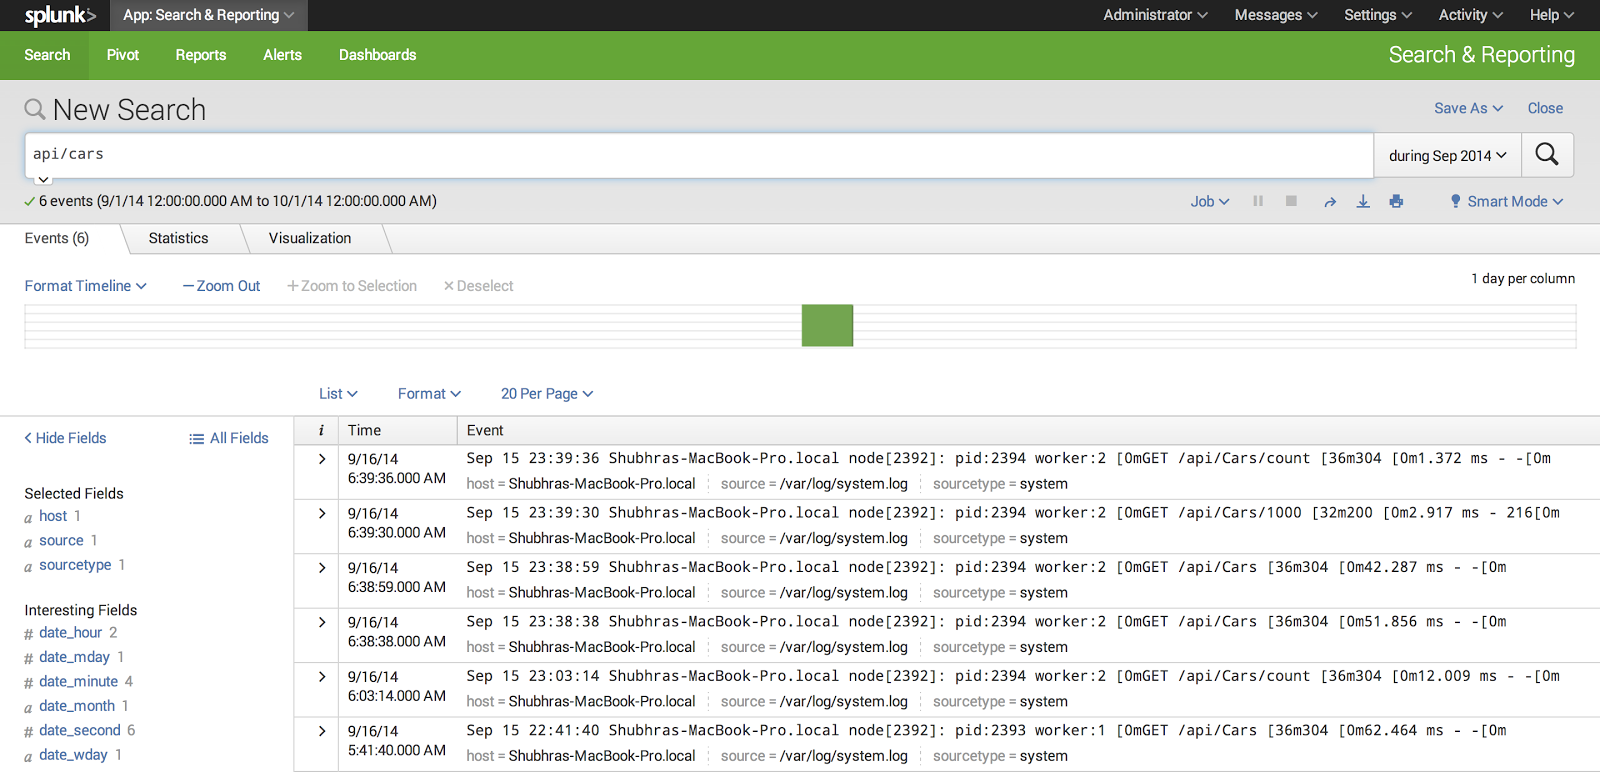 splunk> App: Search & Reporting Administrator Messages Settings Activity Help
Search Pivot Reports Alerts Dashboards Search & Reporting
New Search Save As Close
api/cars during Sep 2014
6 events (9/1/14 12:00:00.000 AM to 10/1/14 12:00:00.000 AM) Job Smart Mode
Events (6) Statistics Visualization
Format Timeline — Zoom Out + Zoom to Selection × Deselect 1 day per column
List Format 20 Per Page
Hide Fields All Fields
Selected Fields
a host 1
a source 1
a sourcetype 1
Interesting Fields
# date_hour 2
# date_mday 1
# date_minute 4
a date_month 1
# date_second 6
a date_wday 1
i Time Event
9/16/14 Sep 15 23:39:36 Shubhras-MacBook-Pro.local node[2392]: pid:2394 worker:2 [0mGET /api/Cars/count [36m304 [0m1.372 ms - -[0m
6:39:36.000 AM host = Shubhras-MacBook-Pro.local source = /var/log/system.log sourcetype = system
9/16/14 Sep 15 23:39:30 Shubhras-MacBook-Pro.local node[2392]: pid:2394 worker:2 [0mGET /api/Cars/1000 [32m200 [0m2.917 ms - 216[0m
6:39:30.000 AM host = Shubhras-MacBook-Pro.local source = /var/log/system.log sourcetype = system
9/16/14 Sep 15 23:38:59 Shubhras-MacBook-Pro.local node[2392]: pid:2394 worker:2 [0mGET /api/Cars [36m304 [0m42.287 ms - -[0m
6:38:59.000 AM host = Shubhras-MacBook-Pro.local source = /var/log/system.log sourcetype = system
9/16/14 Sep 15 23:38:38 Shubhras-MacBook-Pro.local node[2392]: pid:2394 worker:2 [0mGET /api/Cars [36m304 [0m51.856 ms - -[0m
6:38:38.000 AM host = Shubhras-MacBook-Pro.local source = /var/log/system.log sourcetype = system
9/16/14 Sep 15 23:03:14 Shubhras-MacBook-Pro.local node[2392]: pid:2394 worker:2 [0mGET /api/Cars/count [36m304 [0m12.009 ms - -[0m
6:03:14.000 AM host = Shubhras-MacBook-Pro.local source = /var/log/system.log sourcetype = system
9/16/14 Sep 15 22:41:40 Shubhras-MacBook-Pro.local node[2392]: pid:2393 worker:1 [0mGET /api/Cars [36m304 [0m62.464 ms - -[0m
5:41:40.000 AM host = Shubhras-MacBook-Pro.local source = /var/log/system.log sourcetype = system